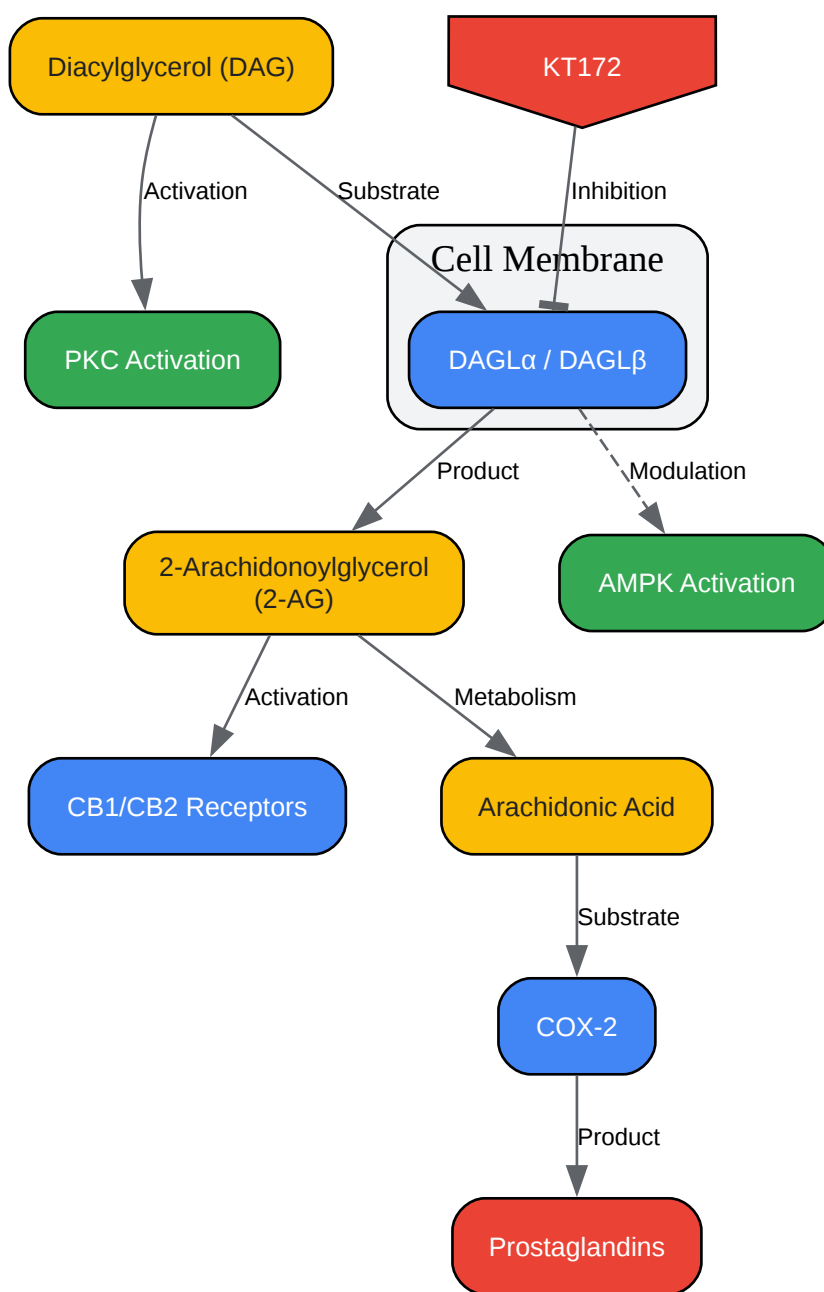 Diacylglycerol (DAG)
KT172
Activation
Substrate
Inhibition
Cell Membrane
PKC Activation
DAGLα / DAGLβ
Product
Modulation
2-Arachidonoylglycerol
(2-AG)
AMPK Activation
Activation
Metabolism
CB1/CB2 Receptors
Arachidonic Acid
Substrate
COX-2
Product
Prostaglandins